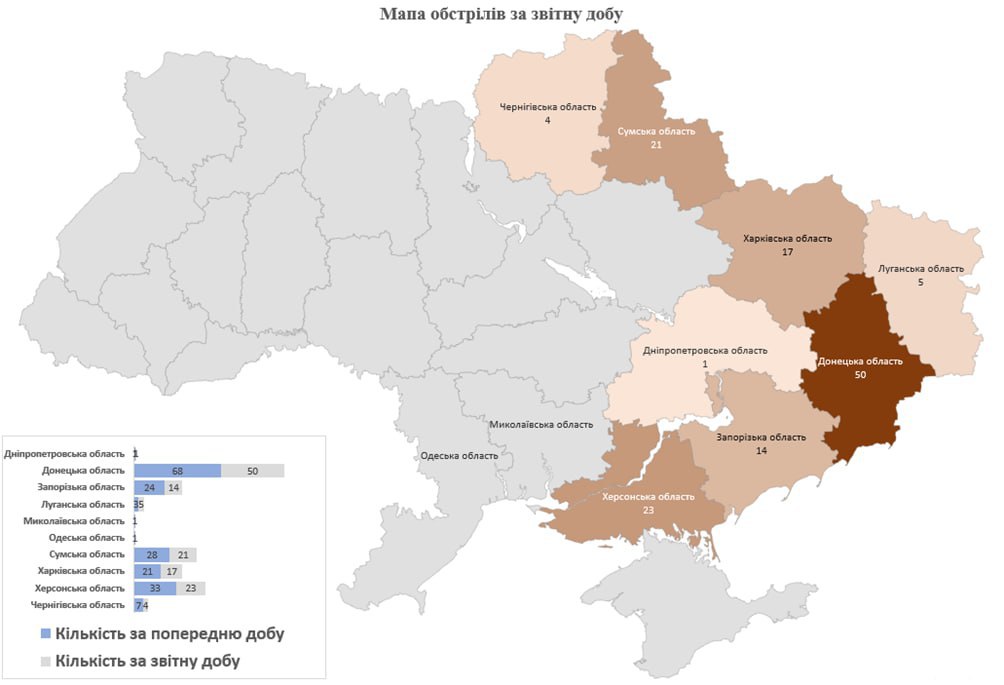 Мапа обстрілів за звітну добу
Чернігівська область
4
Сумська область
21
Харківська область
17
Луганська область
5
Дніпропетровська область
1
Донецька область
50
Миколаївська область
Запорізька область
14
Одеська область
Херсонська область
23
Дніпропетровська область 1
Донецька область 68 50
Запорізька область 24 14
Луганська область 3 5
Миколаївська область 1
Одеська область 1
Сумська область 28 21
Харківська область 21 17
Херсонська область 33 23
Чернігівська область 7 4
Кількість за попередню добу
Кількість за звітну добу